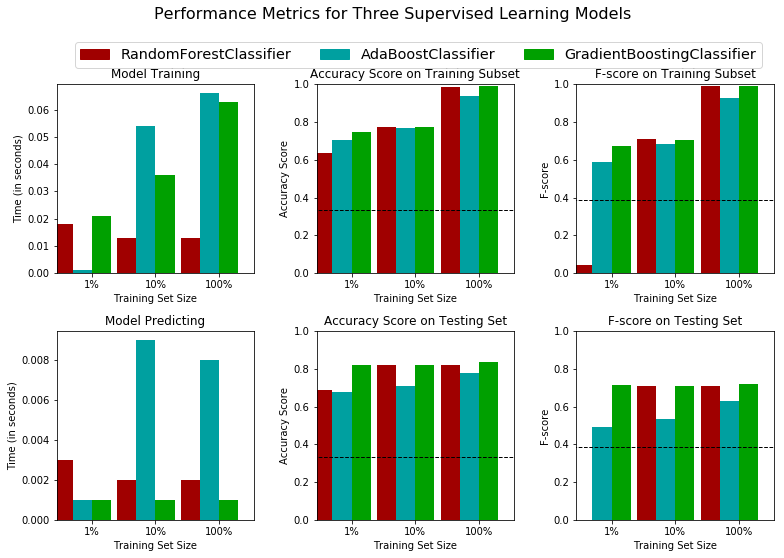 Performance Metrics for Three Supervised Learning Models
RandomForestClassifier AdaBoostClassifier GradientBoostingClassifier
Model Training
Time (in seconds)
0.06
0.05
0.04
0.03
0.02
0.01
0.00
1% 10% 100%
Training Set Size
Accuracy Score on Training Subset
Accuracy Score
1.0
0.8
0.6
0.4
0.2
0.0
1% 10% 100%
Training Set Size
F-score on Training Subset
F-score
1.0
0.8
0.6
0.4
0.2
0.0
1% 10% 100%
Training Set Size
Model Predicting
Time (in seconds)
0.008
0.006
0.004
0.002
0.000
1% 10% 100%
Training Set Size
Accuracy Score on Testing Set
Accuracy Score
1.0
0.8
0.6
0.4
0.2
0.0
1% 10% 100%
Training Set Size
F-score on Testing Set
F-score
1.0
0.8
0.6
0.4
0.2
0.0
1% 10% 100%
Training Set Size